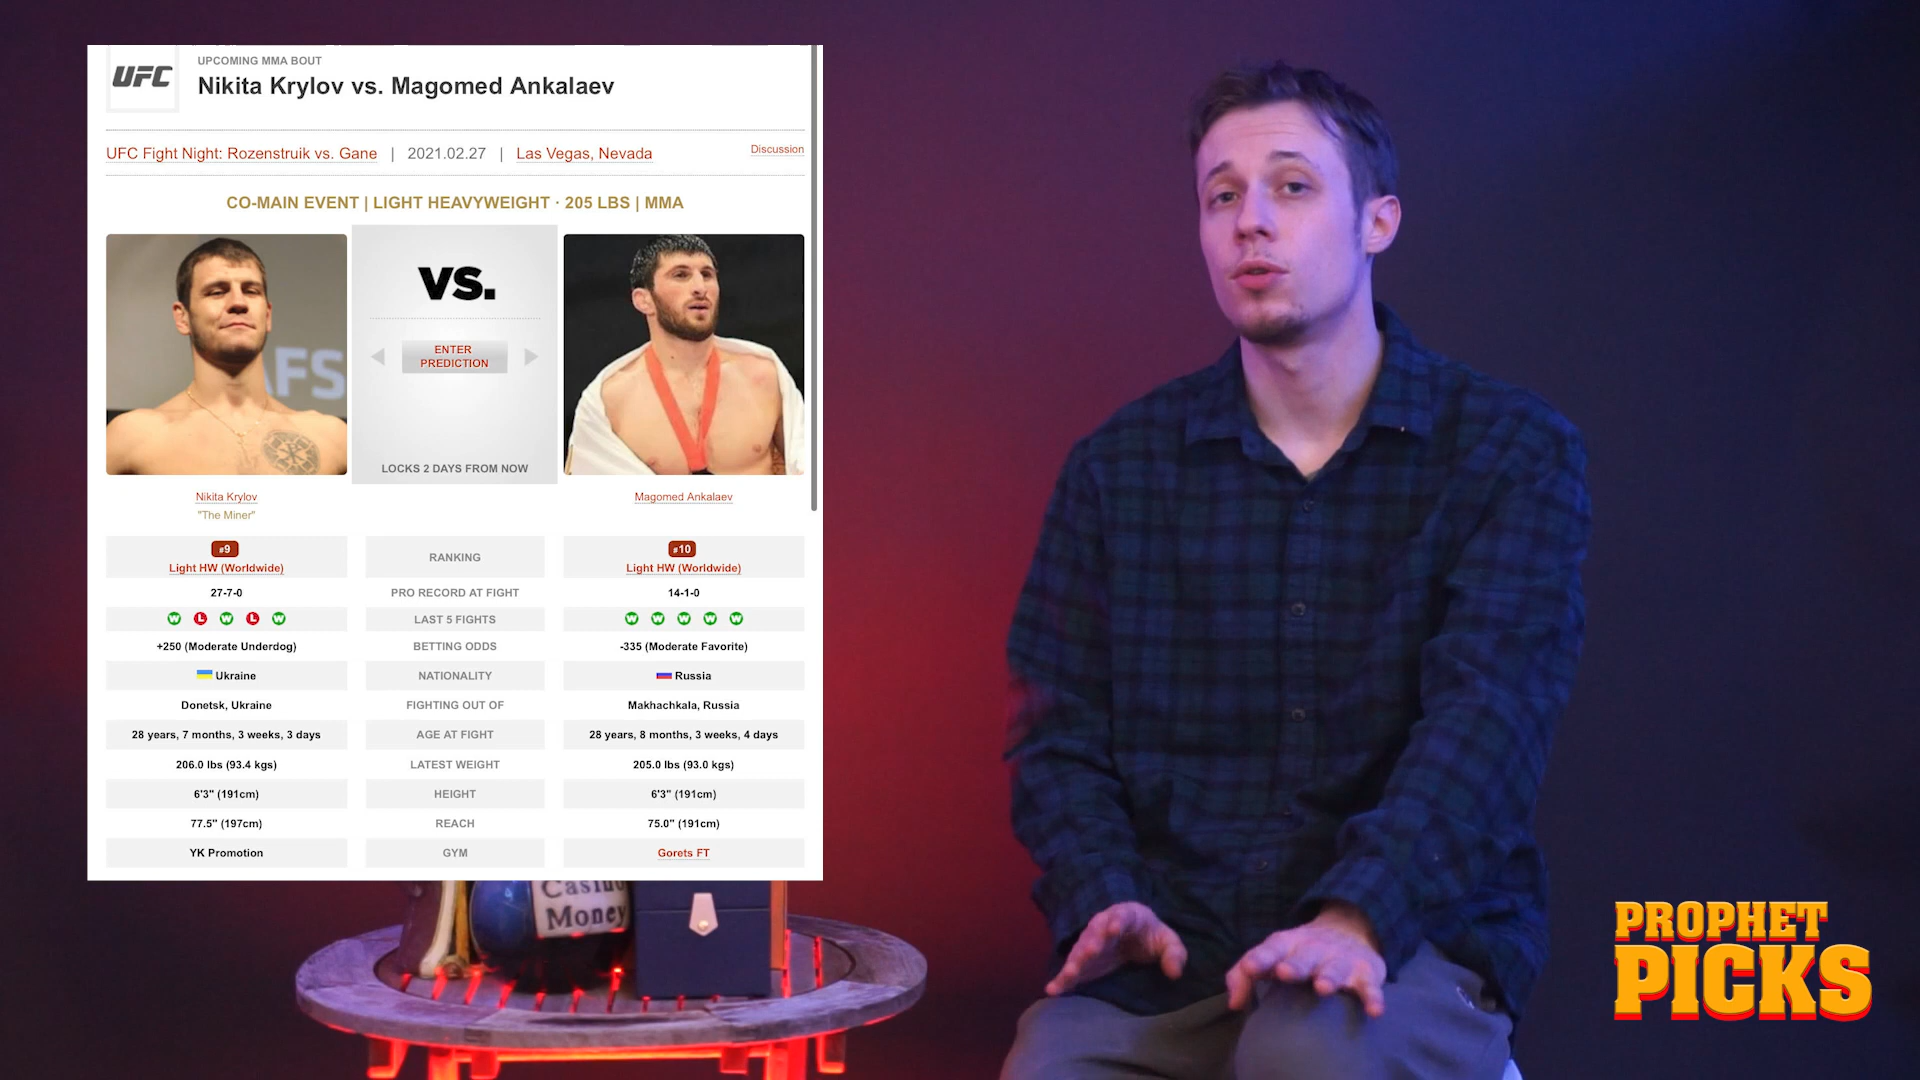 UFC
UPCOMING MMA BOUT
Nikita Krylov vs. Magomed Ankalaev
UFC Fight Night: Rozenstruik vs. Gane | 2021.02.27 | Las Vegas, Nevada
Discussion
CO-MAIN EVENT | LIGHT HEAVYWEIGHT · 205 LBS | MMA
AFS
VS.
ENTER
PREDICTION
LOCKS 2 DAYS FROM NOW
Nikita Krylov
Magomed Ankalaev
"The Miner"
#9
Light HW (Worldwide)
RANKING
#10
Light HW (Worldwide)
27-7-0 PRO RECORD AT FIGHT 14-1-0
W L W L W LAST 5 FIGHTS W W W W W
+250 (Moderate Underdog) BETTING ODDS -335 (Moderate Favorite)
Ukraine NATIONALITY Russia
Donetsk, Ukraine FIGHTING OUT OF Makhachkala, Russia
28 years, 7 months, 3 weeks, 3 days AGE AT FIGHT 28 years, 8 months, 3 weeks, 4 days
206.0 lbs (93.4 kgs) LATEST WEIGHT 205.0 lbs (93.0 kgs)
6'3" (191cm) HEIGHT 6'3" (191cm)
77.5" (197cm) REACH 75.0" (191cm)
YK Promotion GYM Gorets FT
Casino
Money
PROPHET
PICKS